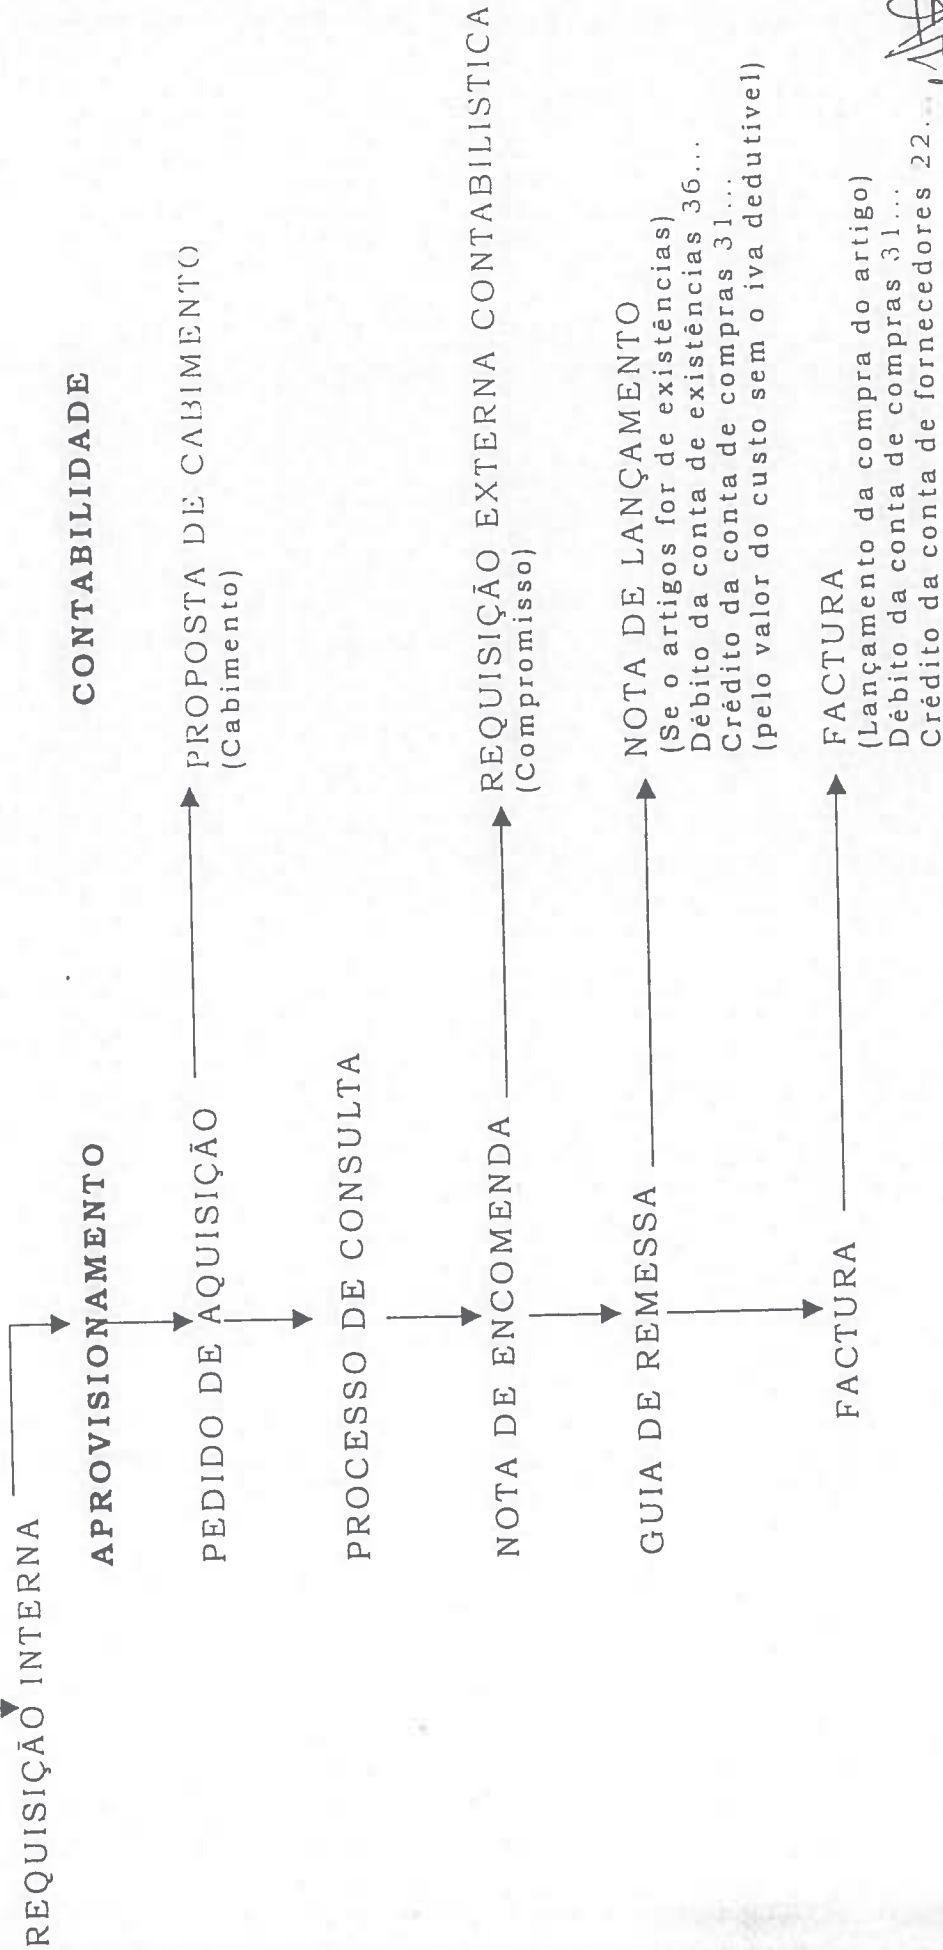 REQUISIÇÃO INTERNA
APROVISIONAMENTO
CONTABILIDADE
PEDIDO DE AQUISIÇÃO
PROPOSTA DE CABIMENTO
(Cabimento)
PROCESSO DE CONSULTA
NOTA DE ENCOMENDA
REQUISIÇÃO EXTERNA CONTABILISTICA
(Compromisso)
GUIA DE REMESSA
NOTA DE LANÇAMENTO
(Se o artigos for de existências)
Débito da conta de existências 36...
Crédito da conta de compras 31...
(pelo valor do custo sem o iva dedutivel)
FACTURA
FACTURA
(Lançamento da compra do artigo)
Débito da conta de compras 31...
Crédito da conta de fornecedores 22...